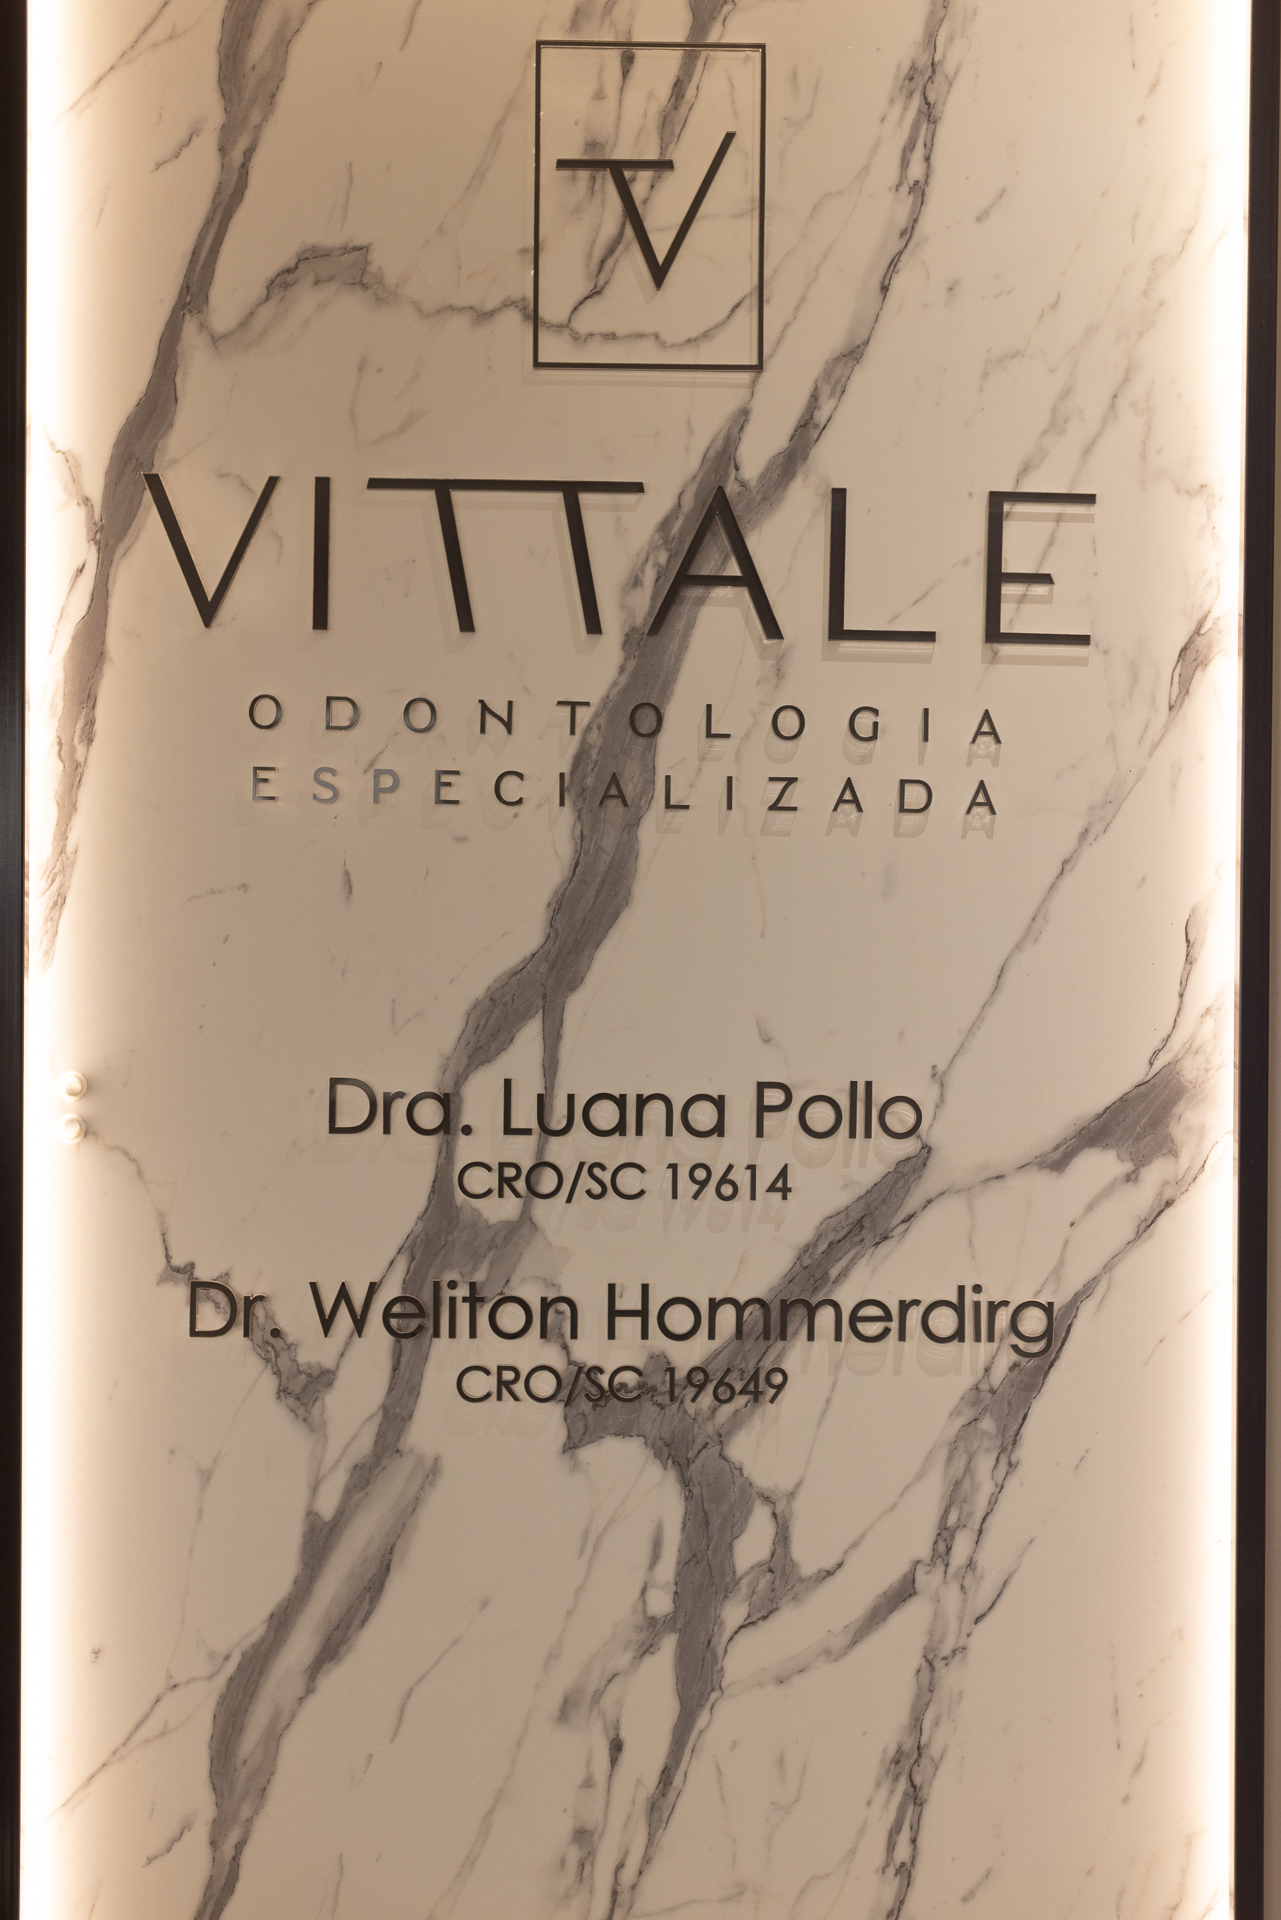 TV
VITTALE
ODONTOLOGIA
ESPECIALIZADA
Dra. Luana Pollo
CRO/SC 19614
Dr. Weliton Hommerdirg
CRO/SC 19649